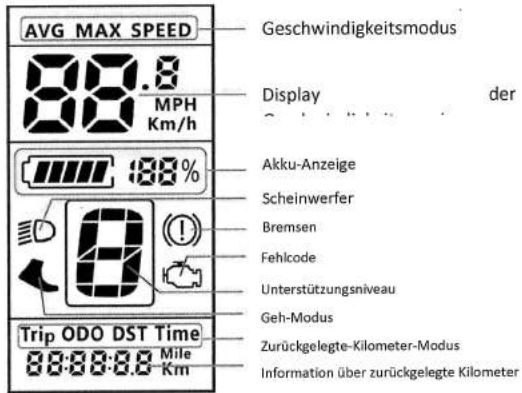 AVG MAX SPEED
Geschwindigkeitsmodus
88.8
MPH
Km/h
Display der
188%
Akku-Anzeige
Scheinwerfer
Bremsen
Fehlcode
8
Unterstützungsniveau
Geh-Modus
Trip ODO DST Time
Zurückgelegte-Kilometer-Modus
88:88:8.8 Mile
Km
Information über zurückgelegte Kilometer